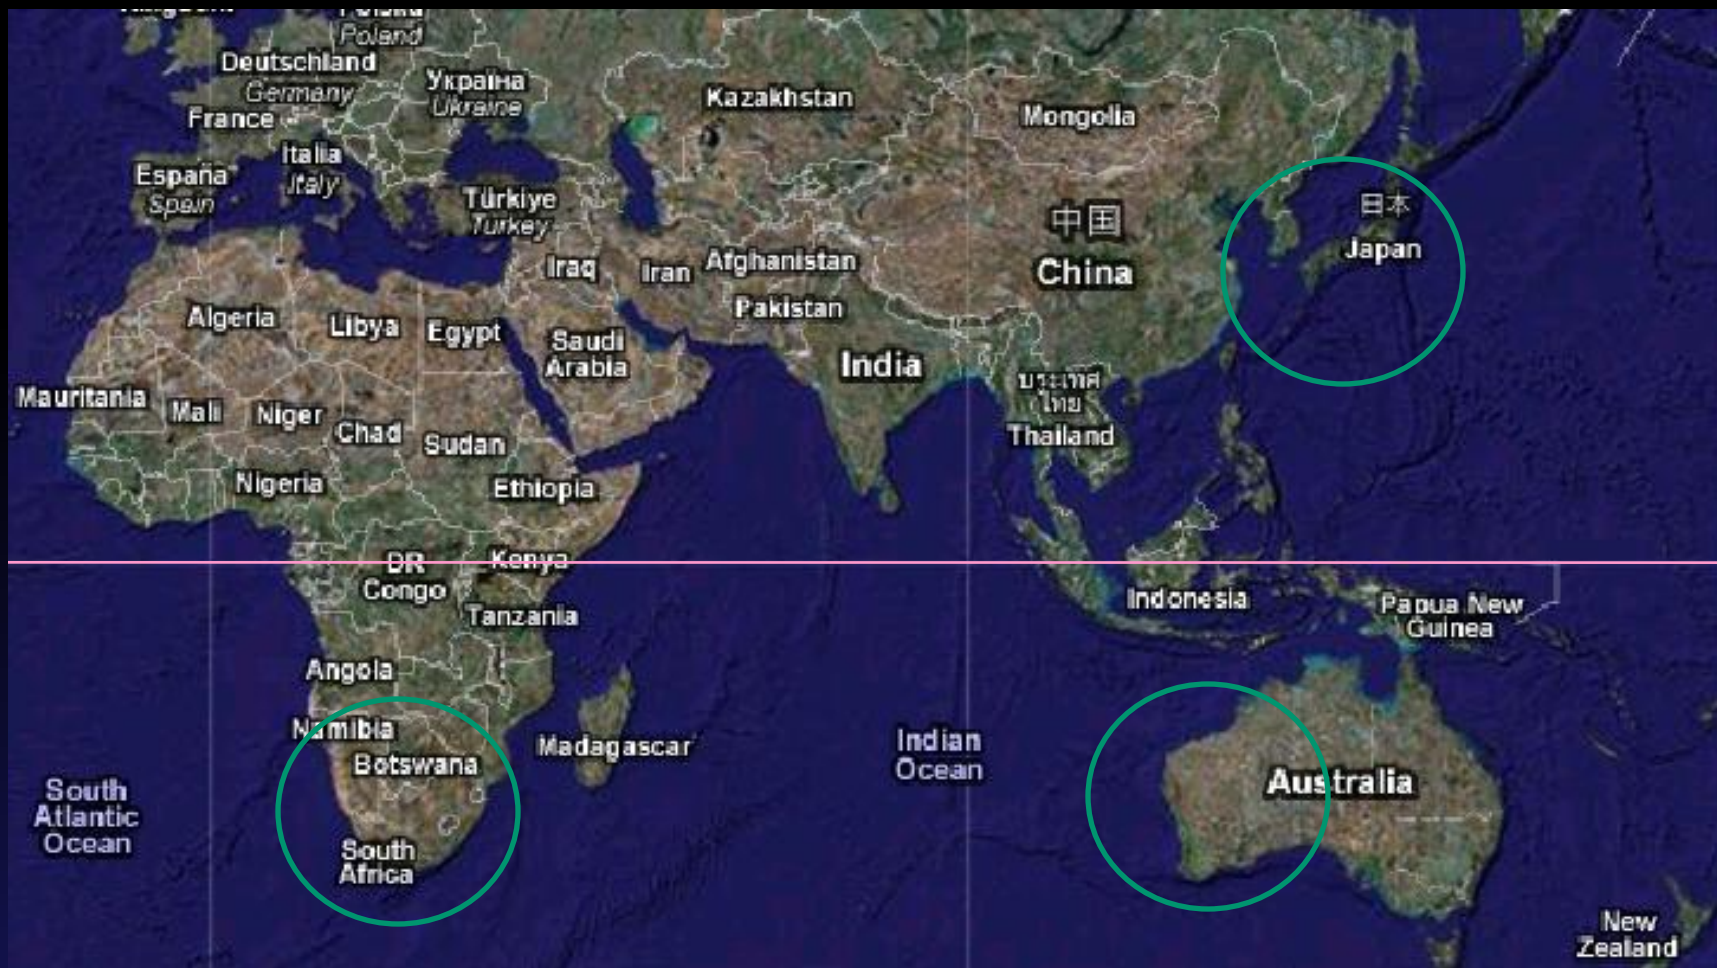 Polska
Poland
Deutschland
Germany
Україна
Ukraine
France
Kazakhstan
Mongolia
Italia
Italy
España
Spain
Türkiye
Turkey
日本
Japan
中国
China
Iraq
Iran
Afghanistan
Pakistan
Algeria
Libya
Egypt
Saudi
Arabia
India
ประเทศ
ไทย
Thailand
Mauritania
Mali
Niger
Chad
Sudan
Nigeria
Ethiopia
DR
Congo
Kenya
Tanzania
Indonesia
Papua New
Guinea
Angola
Namibia
Botswana
Madagascar
Indian
Ocean
Australia
South
Atlantic
Ocean
South
Africa
New
Zealand